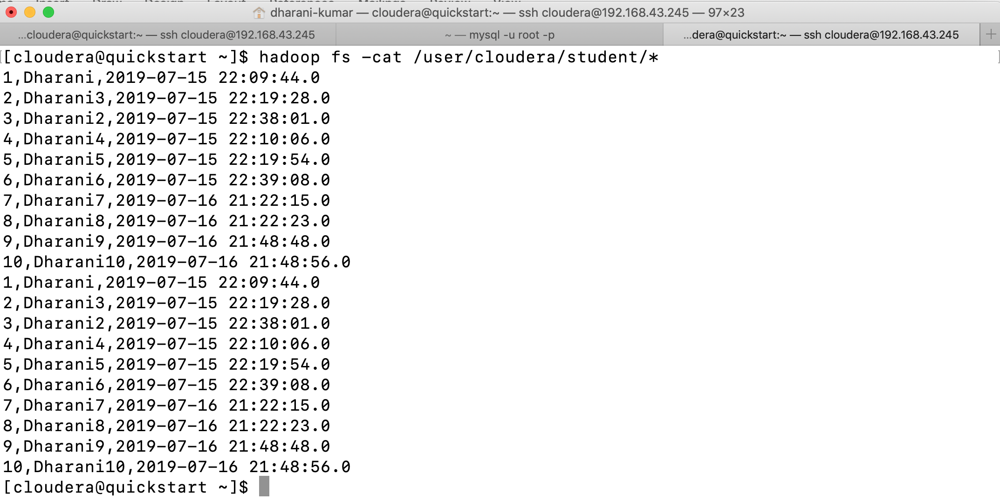 dharani-kumar — cloudera@quickstart:~ — ssh cloudera@192.168.43.245 — 97×23
...cloudera@quickstart:~ — ssh cloudera@192.168.43.245
~ — mysql -u root -p
...dera@quickstart:~ — ssh cloudera@192.168.43.245
[cloudera@quickstart ~]$ hadoop fs -cat /user/cloudera/student/*
1,Dharani,2019-07-15 22:09:44.0
2,Dharani3,2019-07-15 22:19:28.0
3,Dharani2,2019-07-15 22:38:01.0
4,Dharani4,2019-07-15 22:10:06.0
5,Dharani5,2019-07-15 22:19:54.0
6,Dharani6,2019-07-15 22:39:08.0
7,Dharani7,2019-07-16 21:22:15.0
8,Dharani8,2019-07-16 21:22:23.0
9,Dharani9,2019-07-16 21:48:48.0
10,Dharani10,2019-07-16 21:48:56.0
1,Dharani,2019-07-15 22:09:44.0
2,Dharani3,2019-07-15 22:19:28.0
3,Dharani2,2019-07-15 22:38:01.0
4,Dharani4,2019-07-15 22:10:06.0
5,Dharani5,2019-07-15 22:19:54.0
6,Dharani6,2019-07-15 22:39:08.0
7,Dharani7,2019-07-16 21:22:15.0
8,Dharani8,2019-07-16 21:22:23.0
9,Dharani9,2019-07-16 21:48:48.0
10,Dharani10,2019-07-16 21:48:56.0
[cloudera@quickstart ~]$